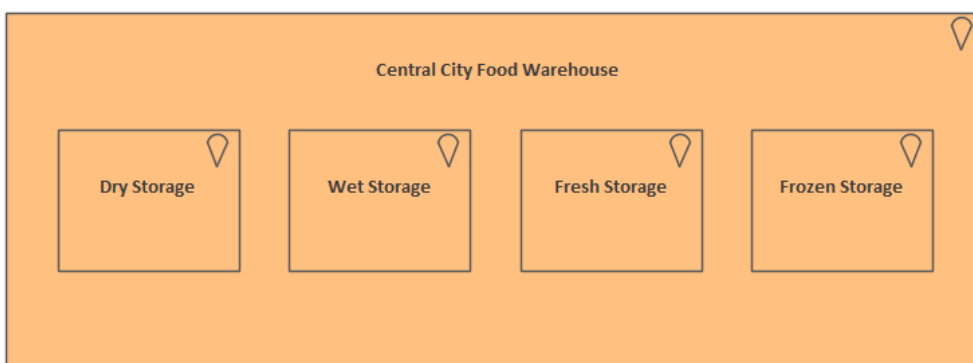 Central City Food Warehouse
Dry Storage
Wet Storage
Fresh Storage
Frozen Storage